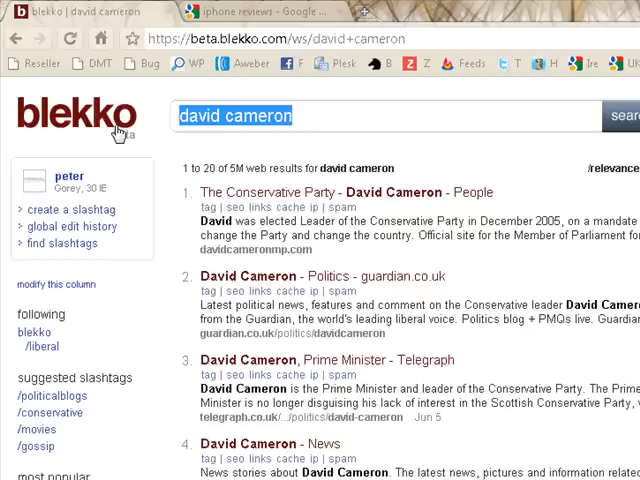 blekko | david cameron
iphone reviews - Google ...
https://beta.blekko.com/ws/david+cameron
Reseller DMT Bug WP Aweber F Plesk B Z Feeds T Ire UK
blekko
david cameron
sear
peter
Gorey, 30 IE
> create a slashtag
> global edit history
> find slashtags
modify this column
following
blekko
/liberal
suggested slashtags
/politicalblogs
/conservative
/movies
/gossip
most popular
1 to 20 of 5M web results for david cameron
/relevance
1. The Conservative Party - David Cameron - People
tag | seo links cache ip | spam
David was elected Leader of the Conservative Party in December 2005, on a mandate
change the Party and change the country. Official site for the Member of Parliament fo
davidcameronmp.com
2. David Cameron - Politics - guardian.co.uk
tag | seo links cache ip | spam
Latest political news, features and comment on the Conservative leader David Camer
from the Guardian, the world's leading liberal voice. Politics blog + PMQs live. Guardia
guardian.co.uk/politics/davidcameron
3. David Cameron, Prime Minister - Telegraph
tag | seo links cache ip | spam
David Cameron is the Prime Minister and leader of the Conservative Party. The Prime
Minister is no longer disguising his lack of interest in the Scottish Conservative Party,
telegraph.co.uk/../politics/david-cameron Jun 5
4. David Cameron - News
tag | seo links cache ip | spam
News stories about David Cameron. The latest news, pictures and information related